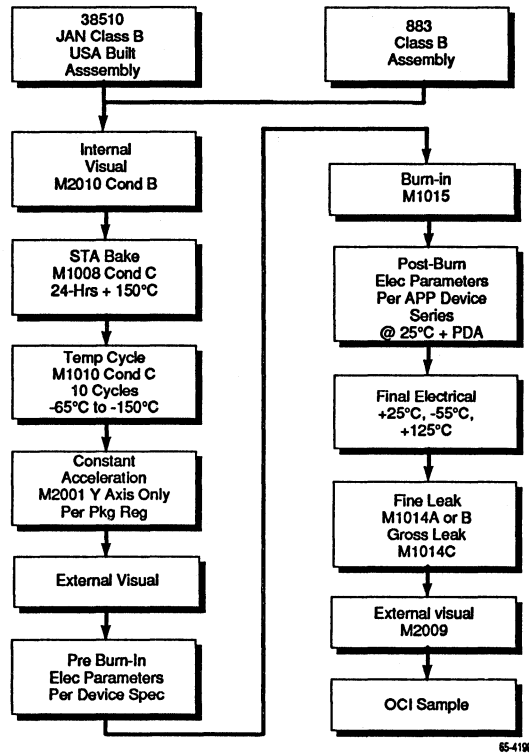 38510
JAN Class B
USA Built
Asssembly
883
Class B
Assembly
Internal
Visual
M2010 Cond B
STA Bake
M1008 Cond C
24-Hrs + 150°C
Temp Cycle
M1010 Cond C
10 Cycles
-65°C to -150°C
Constant
Acceleration
M2001 Y Axis Only
Per Pkg Reg
External Visual
Pre Burn-In
Elec Parameters
Per Device Spec
Burn-in
M1015
Post-Burn
Elec Parameters
Per APP Device
Series
@ 25°C + PDA
Final Electrical
+25°C, -55°C,
+125°C
Fine Leak
M1014A or B
Gross Leak
M1014C
External visual
M2009
OCI Sample